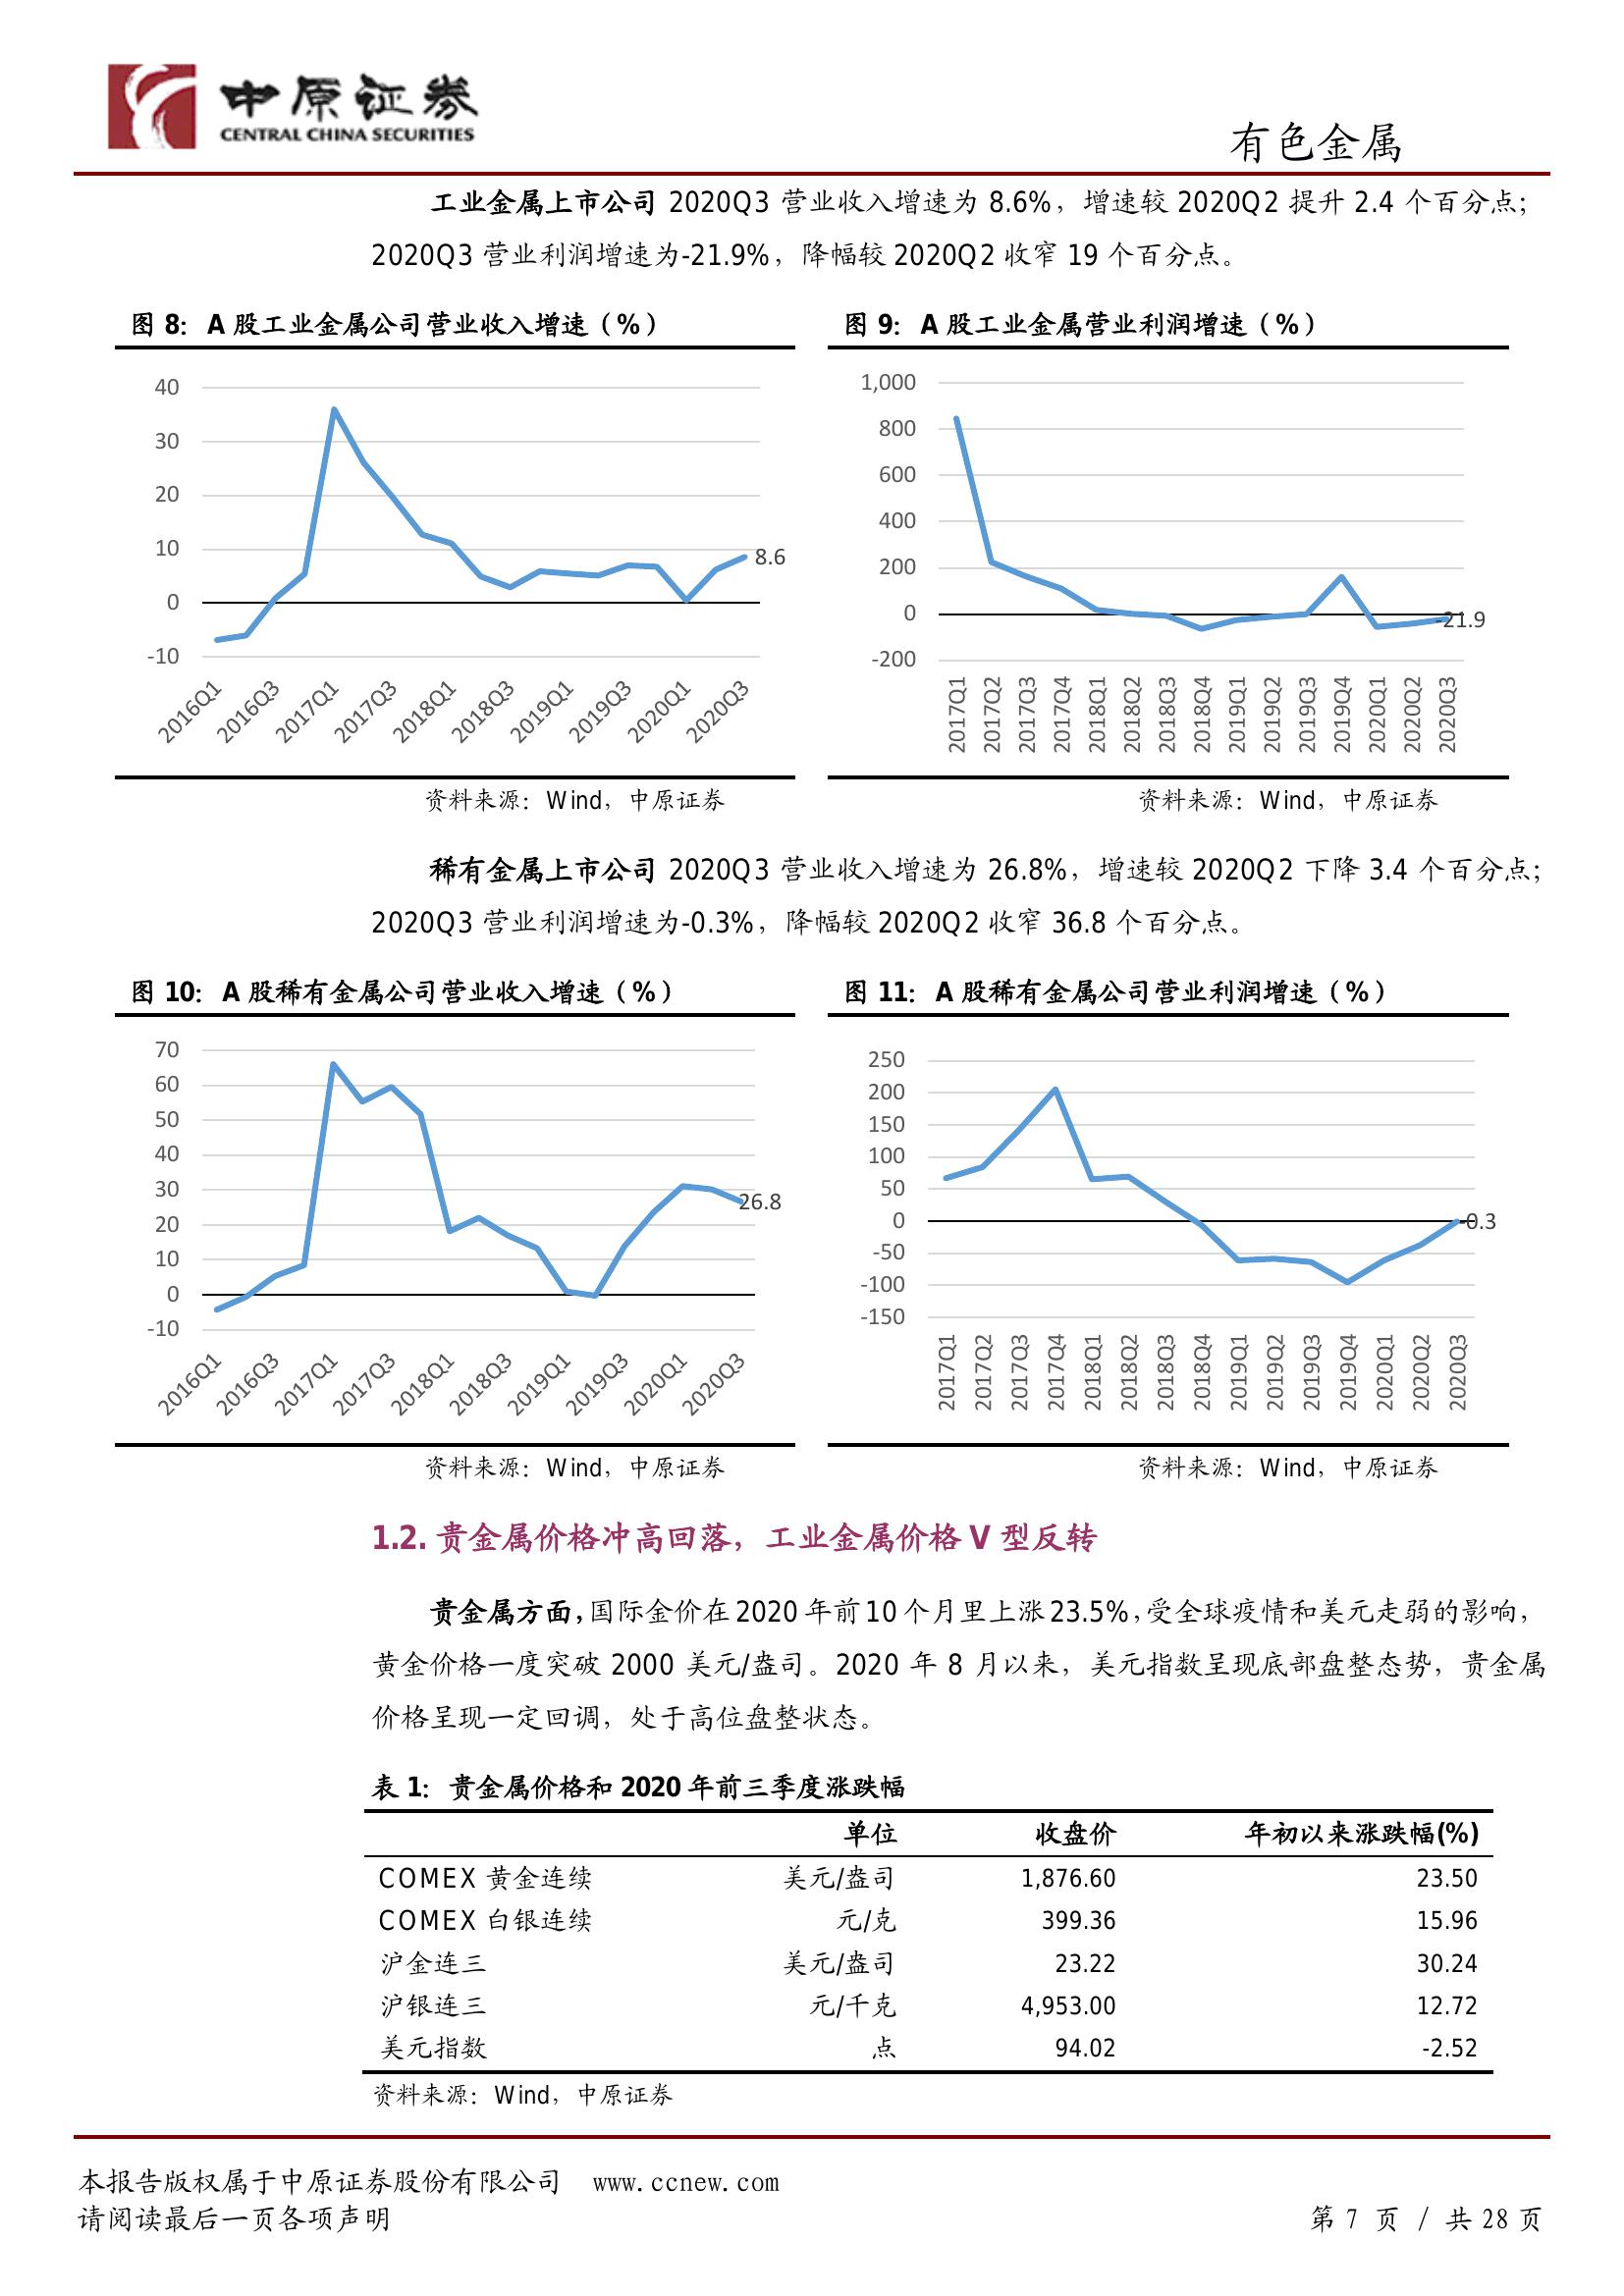 中原证券
CENTRAL CHINA SECURITIES
有色金属
工业金属上市公司 2020Q3 营业收入增速为 8.6%，增速较 2020Q2 提升 2.4 个百分点；
2020Q3 营业利润增速为-21.9%，降幅较 2020Q2 收窄 19 个百分点。
图 8： A 股工业金属公司营业收入增速（%）
40
30
20
10
0
-10
8.6
2016Q1 2016Q3 2017Q1 2017Q3 2018Q1 2018Q3 2019Q1 2019Q3 2020Q1 2020Q3
资料来源：Wind，中原证券
图 9： A 股工业金属营业利润增速（%）
1,000
800
600
400
200
0
-200
-21.9
2017Q1 2017Q2 2017Q3 2017Q4 2018Q1 2018Q2 2018Q3 2018Q4 2019Q1 2019Q2 2019Q3 2019Q4 2020Q1 2020Q2 2020Q3
资料来源：Wind，中原证券
稀有金属上市公司 2020Q3 营业收入增速为 26.8%，增速较 2020Q2 下降 3.4 个百分点；
2020Q3 营业利润增速为-0.3%，降幅较 2020Q2 收窄 36.8 个百分点。
图 10： A 股稀有金属公司营业收入增速（%）
70
60
50
40
30
20
10
0
-10
26.8
2016Q1 2016Q3 2017Q1 2017Q3 2018Q1 2018Q3 2019Q1 2019Q3 2020Q1 2020Q3
资料来源：Wind，中原证券
图 11： A 股稀有金属公司营业利润增速（%）
250
200
150
100
50
0
-50
-100
-150
-0.3
2017Q1 2017Q2 2017Q3 2017Q4 2018Q1 2018Q2 2018Q3 2018Q4 2019Q1 2019Q2 2019Q3 2019Q4 2020Q1 2020Q2 2020Q3
资料来源：Wind，中原证券
1.2. 贵金属价格冲高回落，工业金属价格 V 型反转
贵金属方面，国际金价在 2020 年前 10 个月里上涨 23.5%，受全球疫情和美元走弱的影响，
黄金价格一度突破 2000 美元/盎司。2020 年 8 月以来，美元指数呈现底部盘整态势，贵金属
价格呈现一定回调，处于高位盘整状态。
表 1： 贵金属价格和 2020 年前三季度涨跌幅
单位 收盘价 年初以来涨跌幅(%)
COMEX 黄金连续 美元/盎司 1,876.60 23.50
COMEX 白银连续 元/克 399.36 15.96
沪金连三 美元/盎司 23.22 30.24
沪银连三 元/千克 4,953.00 12.72
美元指数 点 94.02 -2.52
资料来源：Wind，中原证券
本报告版权属于中原证券股份有限公司 www.ccnew.com
请阅读最后一页各项声明 第 7 页 / 共 28 页